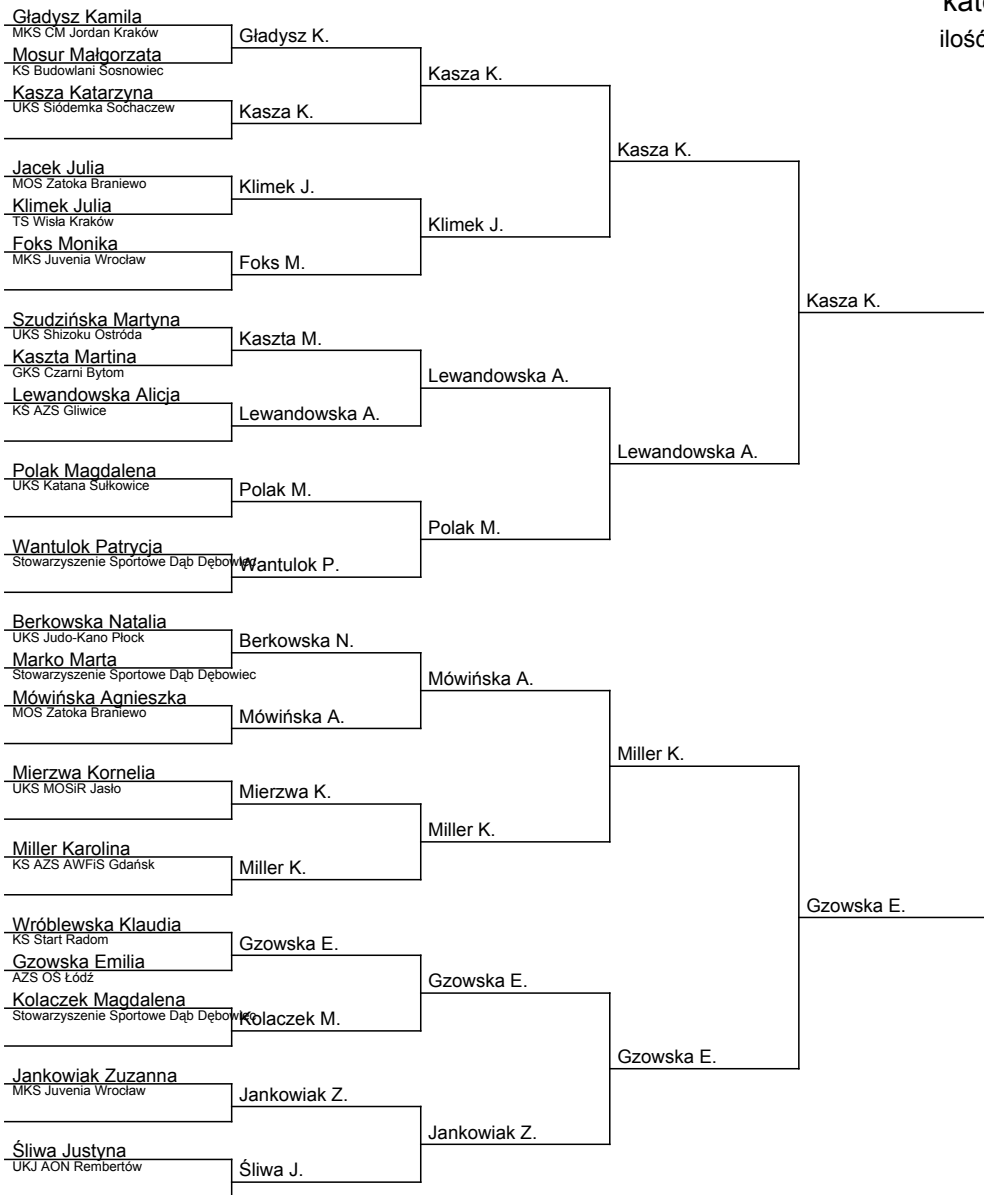 kat
ilość
Gładysz Kamila
MKS CM Jordan Kraków
Mosur Małgorzata
KS Budowlani Sosnowiec
Kasza Katarzyna
UKS Siódemka Sochaczew
Jacek Julia
MOS Zatoka Braniewo
Klimek Julia
TS Wisła Kraków
Foks Monika
MKS Juvenia Wrocław
Szudzińska Martyna
UKS Shizoku Ostróda
Kaszta Martina
GKS Czarni Bytom
Lewandowska Alicja
KS AZS Gliwice
Polak Magdalena
UKS Katana Sułkowice
Wantulok Patrycja
Stowarzyszenie Sportowe Dąb Dębowiec
Berkowska Natalia
UKS Judo-Kano Płock
Marko Marta
Stowarzyszenie Sportowe Dąb Dębowiec
Mówińska Agnieszka
MOS Zatoka Braniewo
Mierzwa Kornelia
UKS MOSiR Jasło
Miller Karolina
KS AZS AWFiS Gdańsk
Wróblewska Klaudia
KS Start Radom
Gzowska Emilia
AZS OŚ Łódź
Kolaczek Magdalena
Stowarzyszenie Sportowe Dąb Dębowiec
Jankowiak Zuzanna
MKS Juvenia Wrocław
Śliwa Justyna
UKJ AON Rembertów
Gładysz K.
Kasza K.
Klimek J.
Foks M.
Kaszta M.
Lewandowska A.
Polak M.
Wantulok P.
Berkowska N.
Mówińska A.
Mierzwa K.
Miller K.
Gzowska E.
Kolaczek M.
Jankowiak Z.
Śliwa J.
Kasza K.
Klimek J.
Lewandowska A.
Polak M.
Mówińska A.
Miller K.
Gzowska E.
Jankowiak Z.
Kasza K.
Lewandowska A.
Miller K.
Gzowska E.
Kasza K.
Gzowska E.